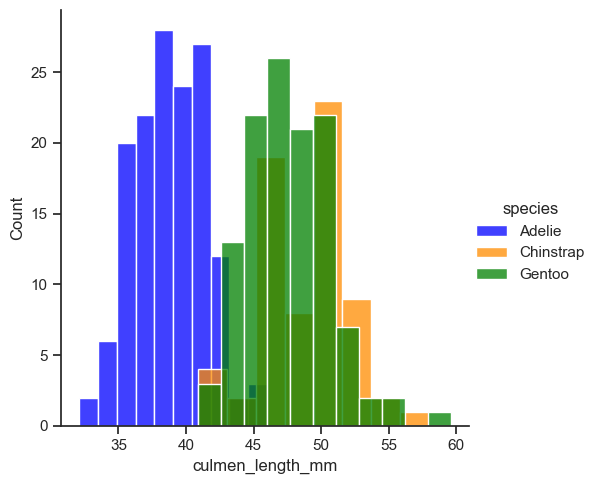 25
20
15
10
5
0
Count
35 40 45 50 55 60
culmen_length_mm
species
Adelie
Chinstrap
Gentoo